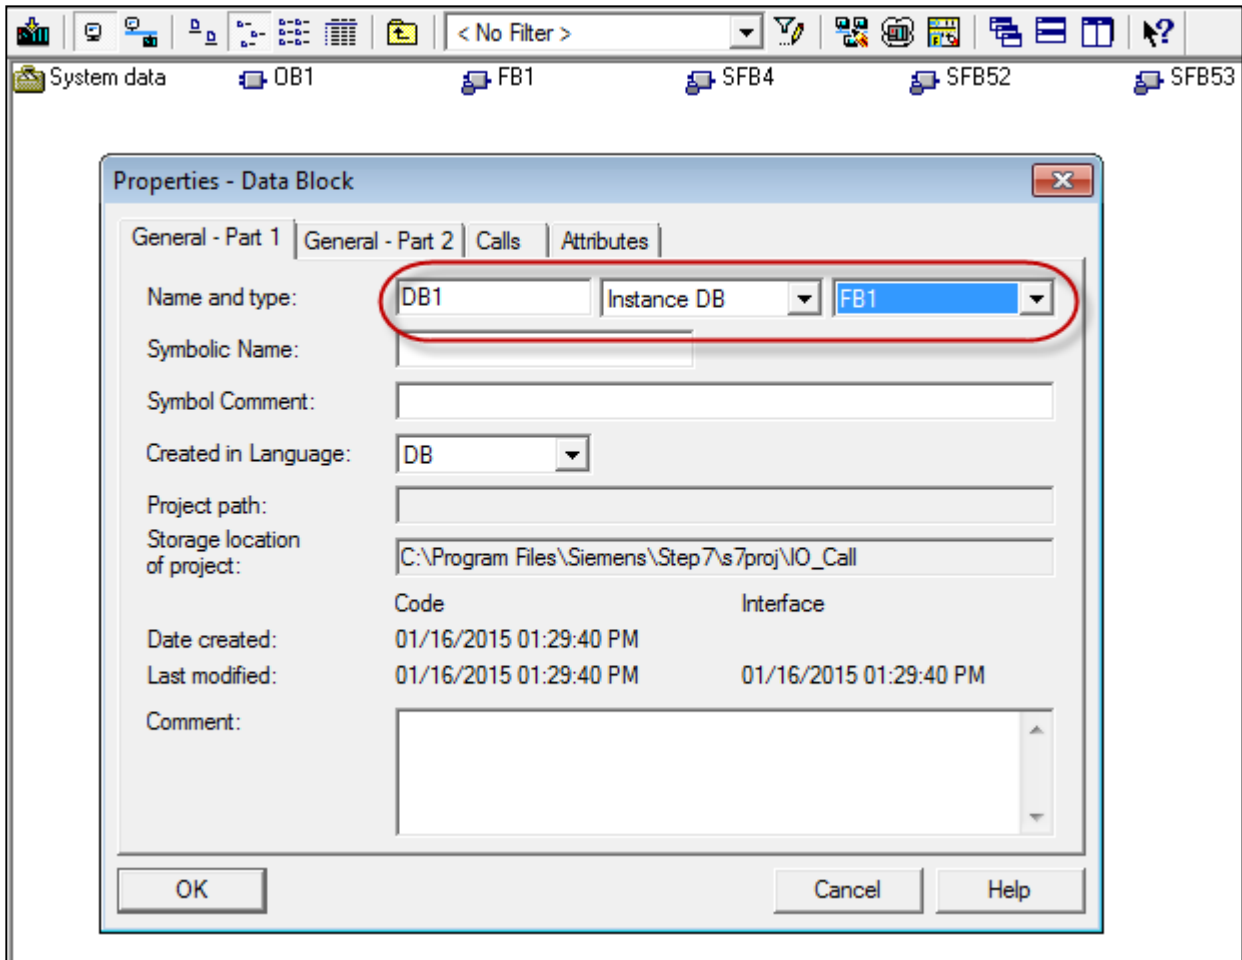 < No Filter >
System data OB1 FB1 SFB4 SFB52 SFB53
Properties - Data Block
General - Part 1 General - Part 2 Calls Attributes
Name and type: DB1 Instance DB FB1
Symbolic Name:
Symbol Comment:
Created in Language: DB
Project path:
Storage location
of project: C:\Program Files\Siemens\Step7\s7proj\IO_Call
Code Interface
Date created: 01/16/2015 01:29:40 PM
Last modified: 01/16/2015 01:29:40 PM 01/16/2015 01:29:40 PM
Comment:
OK Cancel Help